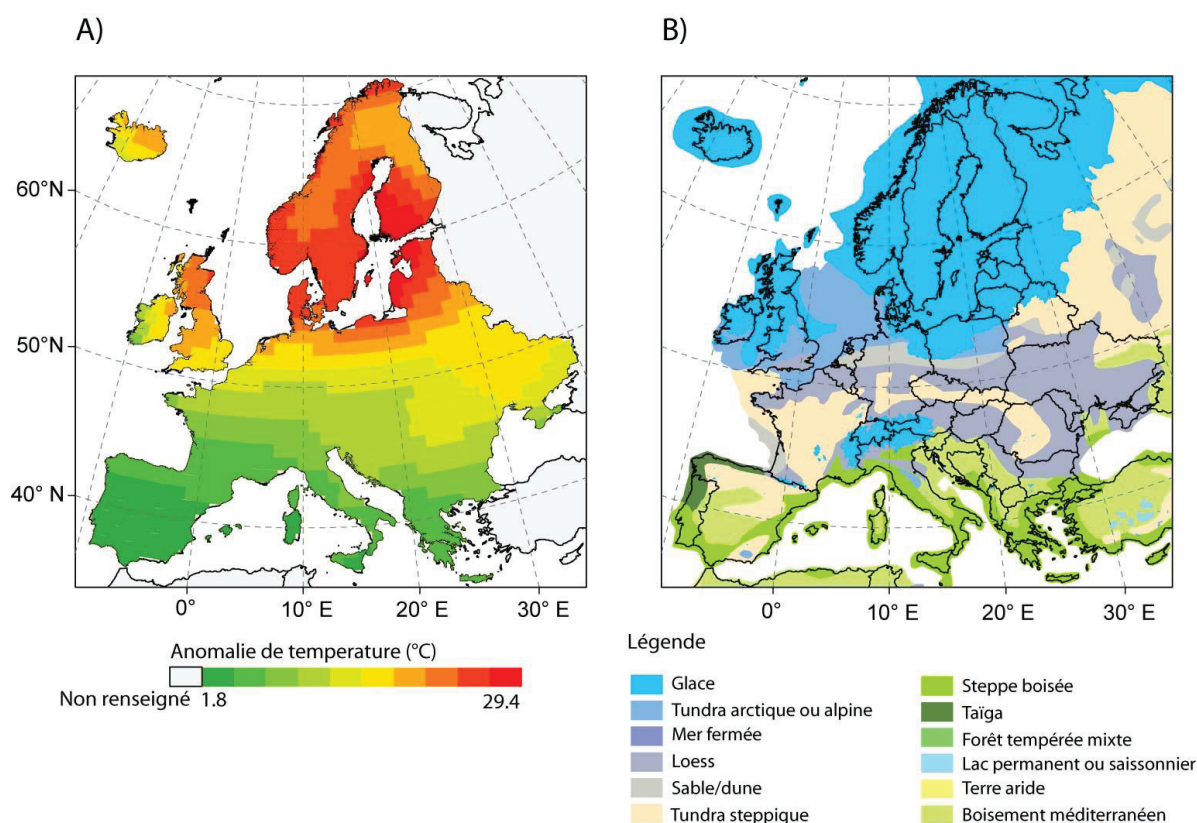 A)
B)
60°N
50°N
40° N
0°
10° E
20° E
30° E
0°
10° E
20° E
30° E
Anomalie de temperature (°C)
Non renseigné 1.8 29.4
Légende
Glace
Tundra arctique ou alpine
Mer fermée
Loess
Sable/dune
Tundra steppique
Steppe boisée
Taïga
Forêt tempérée mixte
Lac permanent ou saissonnier
Terre aride
Boisement méditerranéen